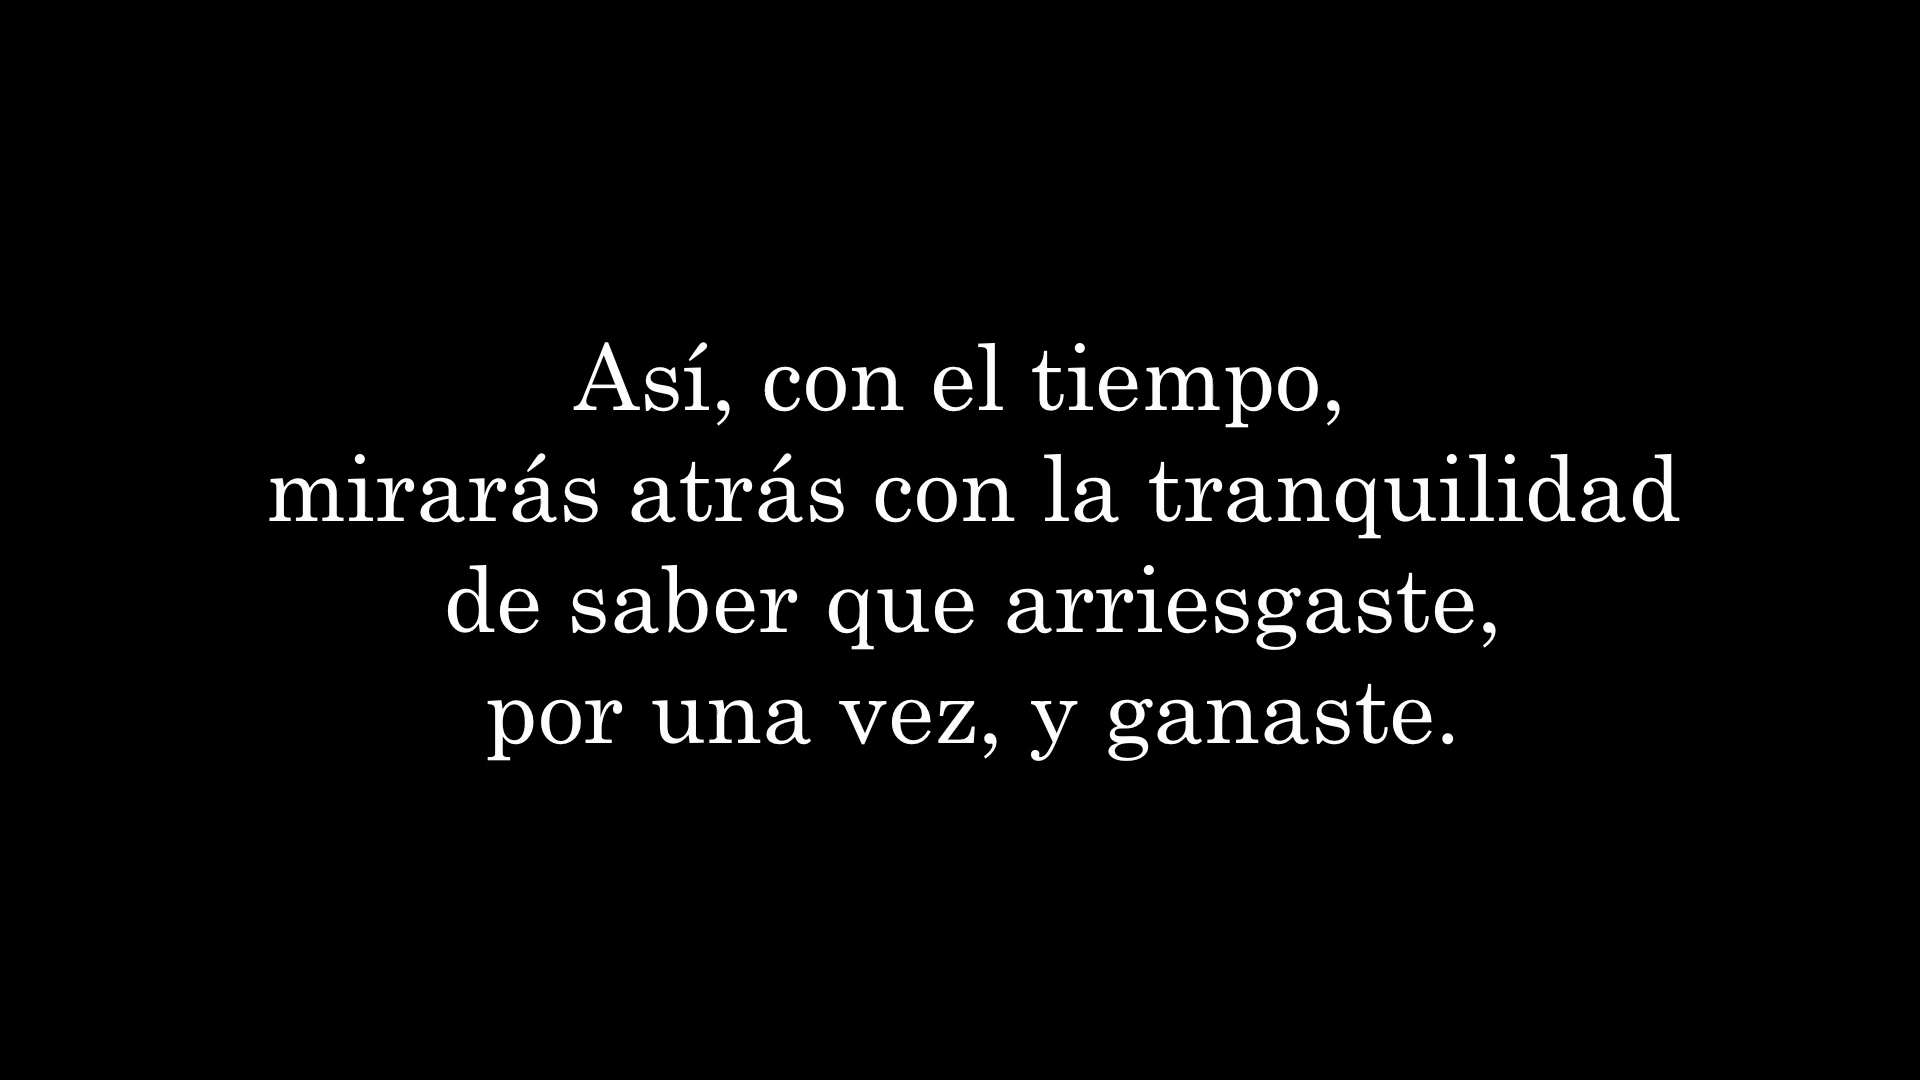 Así, con el tiempo,
mirarás atrás con la tranquilidad
de saber que arriesgaste,
por una vez, y ganaste.